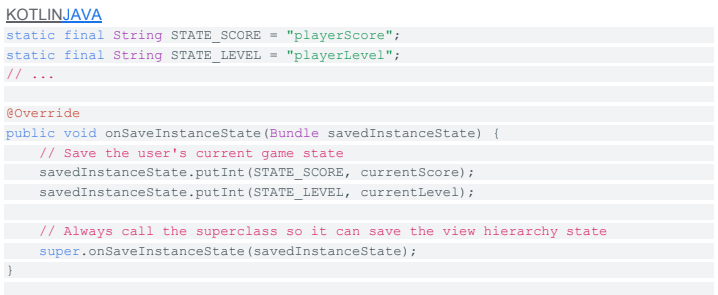 KOTLINJAVA
static final String STATE_SCORE = "playerScore";
static final String STATE_LEVEL = "playerLevel";
// ...
@Override
public void onSaveInstanceState(Bundle savedInstanceState) {
    // Save the user's current game state
    savedInstanceState.putInt(STATE_SCORE, currentScore);
    savedInstanceState.putInt(STATE_LEVEL, currentLevel);
    // Always call the superclass so it can save the view hierarchy state
    super.onSaveInstanceState(savedInstanceState);
}